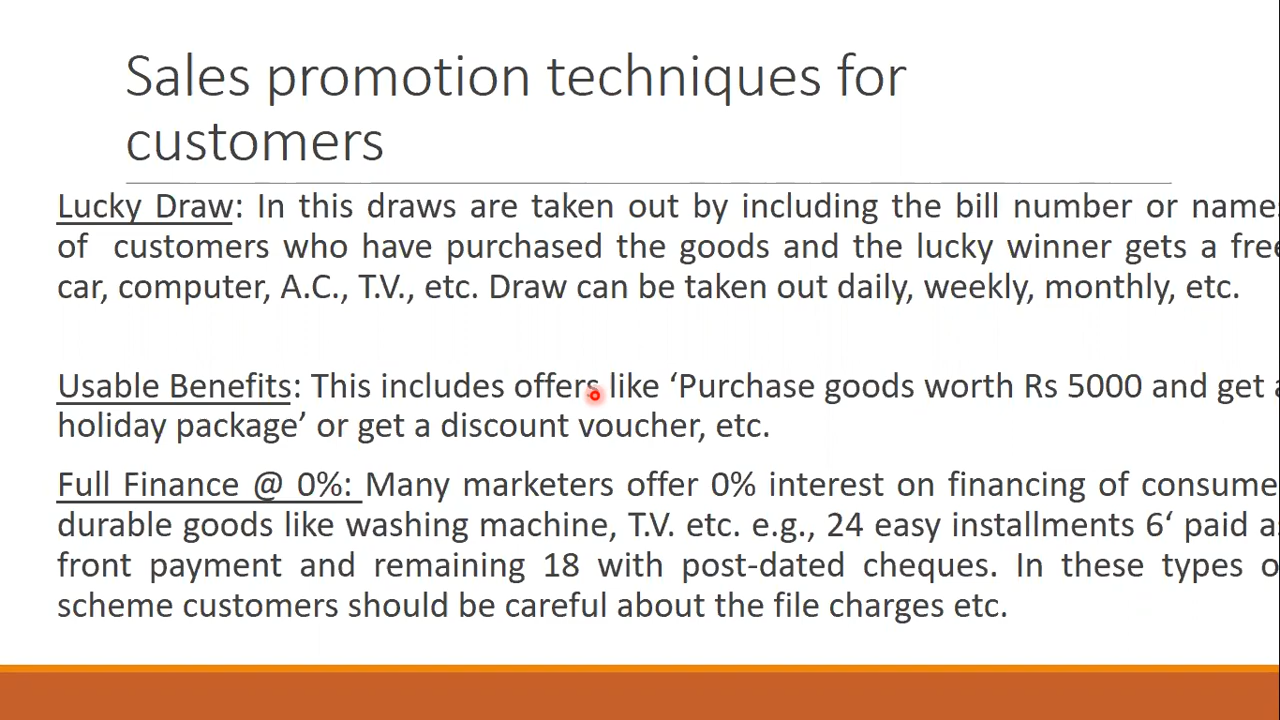 Sales promotion techniques for
customers
Lucky Draw: In this draws are taken out by including the bill number or name
of customers who have purchased the goods and the lucky winner gets a fre
car, computer, A.C., T.V., etc. Draw can be taken out daily, weekly, monthly, etc.
Usable Benefits: This includes offers like ‘Purchase goods worth Rs 5000 and get
holiday package’ or get a discount voucher, etc.
Full Finance @ 0%: Many marketers offer 0% interest on financing of consume
durable goods like washing machine, T.V. etc. e.g., 24 easy installments 6‘ paid a
front payment and remaining 18 with post-dated cheques. In these types o
scheme customers should be careful about the file charges etc.